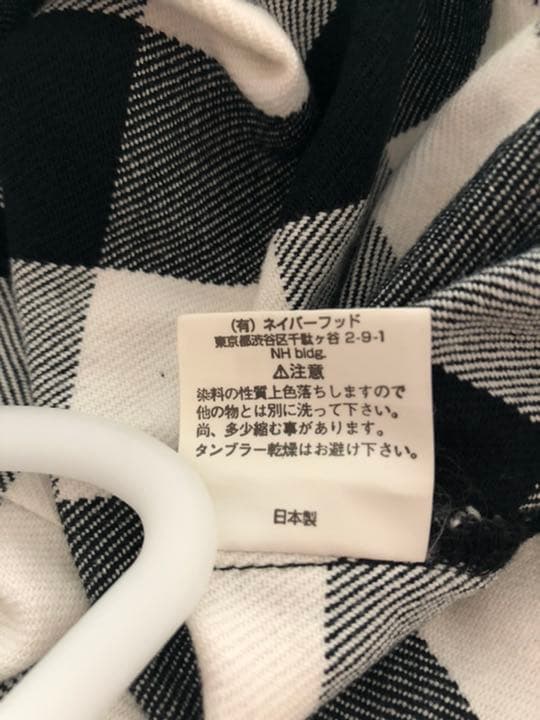 (有) ネイバーフッド
東京都渋谷区千駄ヶ谷 2-9-1
NH bldg.
⚠注意
染料の性質上色落ちしますので
他の物とは別に洗って下さい。
尚、多少縮む事があります。
タンブラー乾燥はお避け下さい。
日本製